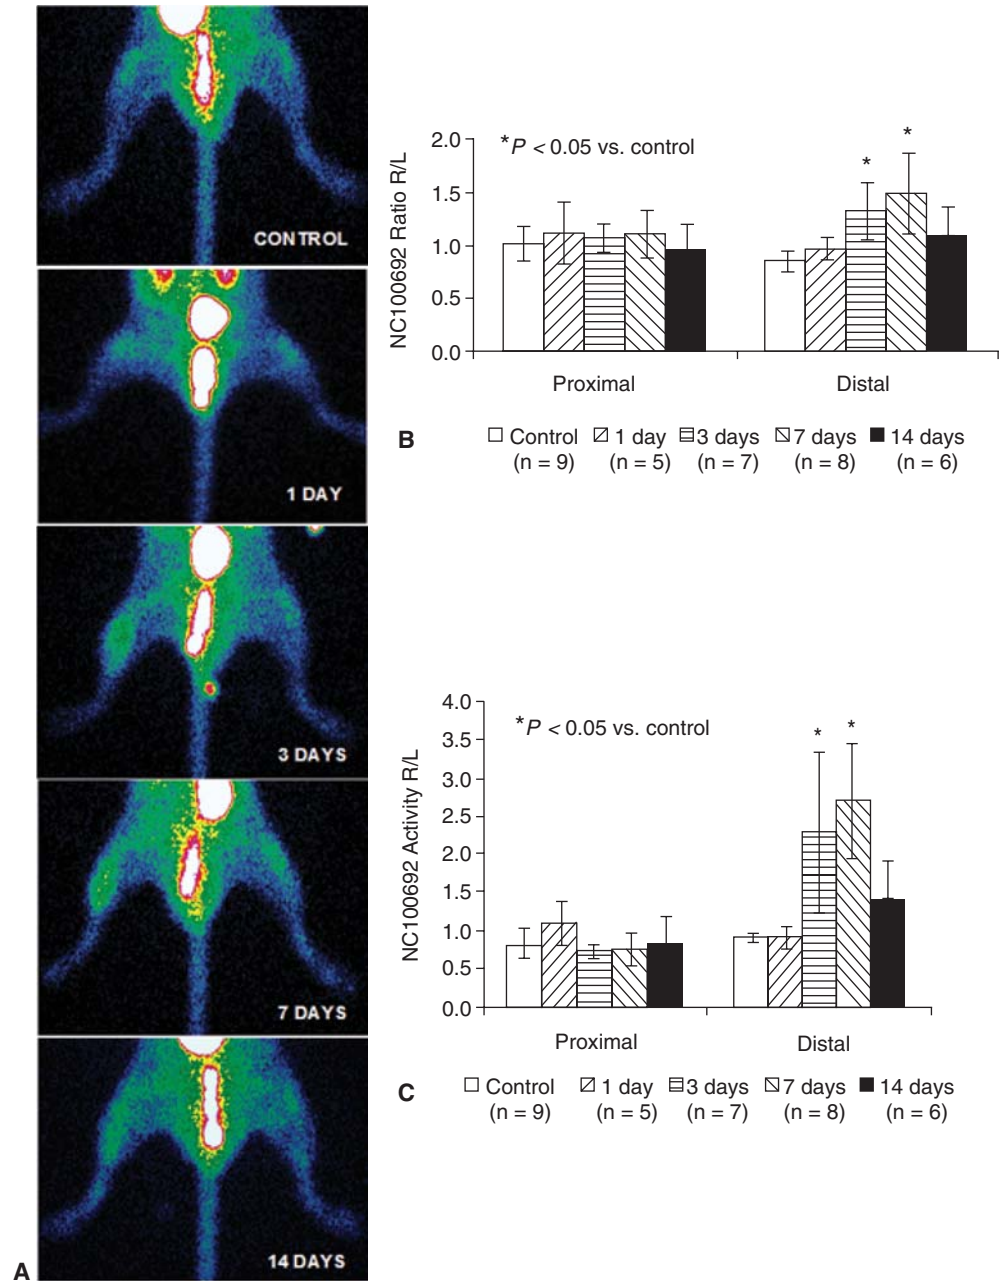 CONTROL
1 DAY
3 DAYS
7 DAYS
14 DAYS
A
NC100692 Ratio R/L
2.0
1.5
1.0
0.5
0.0
*P < 0.05 vs. control
*
*
Proximal
Distal
B
Control
(n = 9)
1 day
(n = 5)
3 days
(n = 7)
7 days
(n = 8)
14 days
(n = 6)
NC100692 Activity R/L
4.0
3.5
3.0
2.5
2.0
1.5
1.0
0.5
0.0
*P < 0.05 vs. control
*
*
Proximal
Distal
C
Control
(n = 9)
1 day
(n = 5)
3 days
(n = 7)
7 days
(n = 8)
14 days
(n = 6)